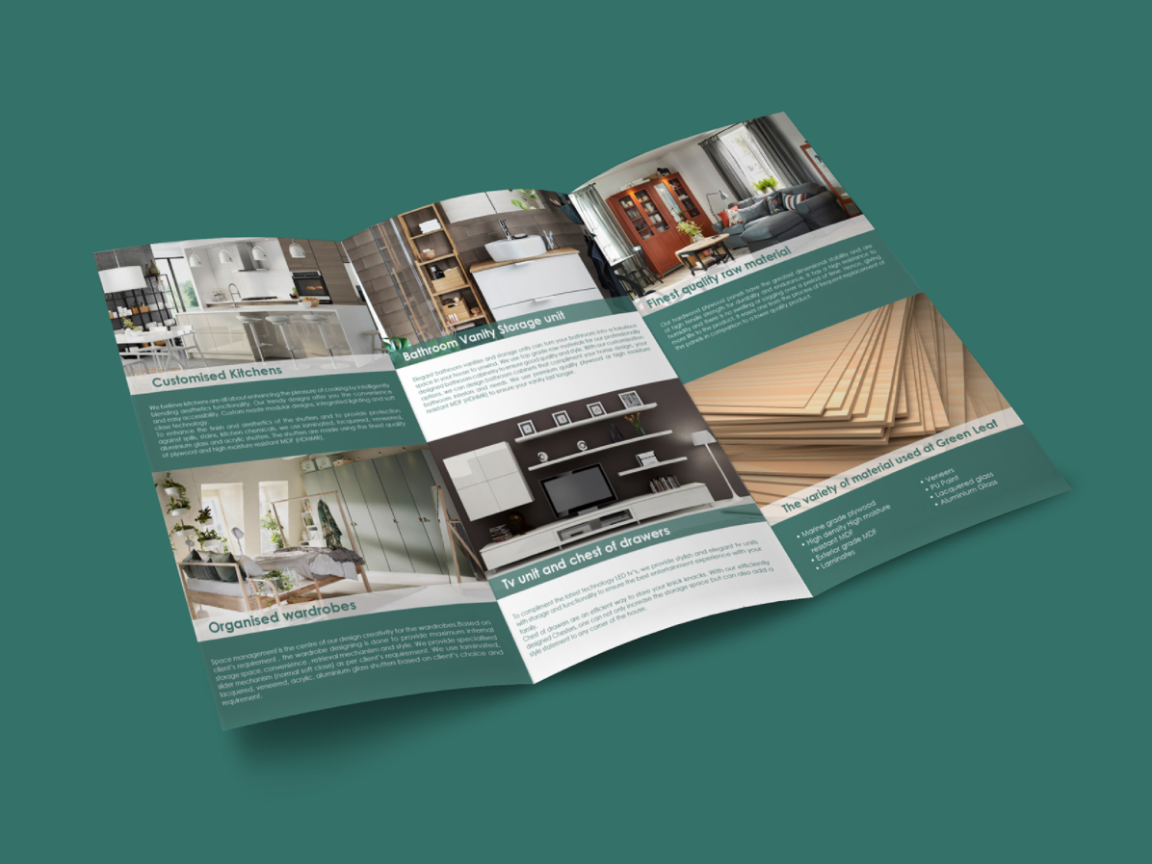 Customised Kitchens
We believe kitchens are all about enhancing the pleasure of cooking by intelligently
blending aesthetics functionality. Our trendy designs offer you the convenience
and easy accessibility. Custom made modular designs, integrated lighting and soft
close technology
To enhance the finish and aesthetics of the shutters and to provide protection
against spills, stains, kitchen chemicals, we use laminated, lacquered, veneered,
aluminium glass and acrylic shutters. The shutters are made using the finest quality
of plywood and high moisture resistant MDF (HDHMR).
Organised wardrobes
Space management is the centre of our design creativity for the wardrobes. Based on
client's requirement , the wardrobe designing is done to provide maximum internal
storage space, convenience , retrieval mechanism and style. We provide specialised
slider mechanism (normal soft close) as per client's requirement. We use laminated,
lacquered, veneered, acrylic, aluminium glass shutters based on client's choice and
requirement.
Bathroom Vanity Storage unit
Elegant bathroom vanities and storage units can turn your bathroom into a luxurious
space in your house to unwind. We use top grade raw materials for our professionally
designed bathroom cabinetry to ensure good quality and style. With our customisation
options, we can design bathroom cabinets that compliment your home design, your
bathroom interiors and needs. We use premium quality plywood or high moisture
resistant MDF (HDHMR) to ensure your vanity last longer.
Tv unit and chest of drawers
To compliment the latest technology LED tv's, we provide stylish and elegant tv units
with storage and functionality to ensure the best entertainment experience with your
family.
Chest of drawers are an efficient way to store your knick knacks. With our efficiently
designed Chesters, one can not only increase the storage space but can also add a
style statement to any corner of the house.
Finest quality raw material
Our hardwood plywood panels have the greatest dimensional stability and are
of high tensile strength for durability and endurance. It has a high resistance to
humidity and there is no swelling or sagging over a period of time. Hence, giving
more life to the product. It eases one from the process of frequent replacement of
the panels in comparison to a lower quality product.
The variety of material used at Green Leaf
• Marine grade plywood
• High density High moisture
resistant MDF
• Exterior grade MDF
• Laminates
• Veneers
• PU Paint
• Lacquered glass
• Aluminium Glass